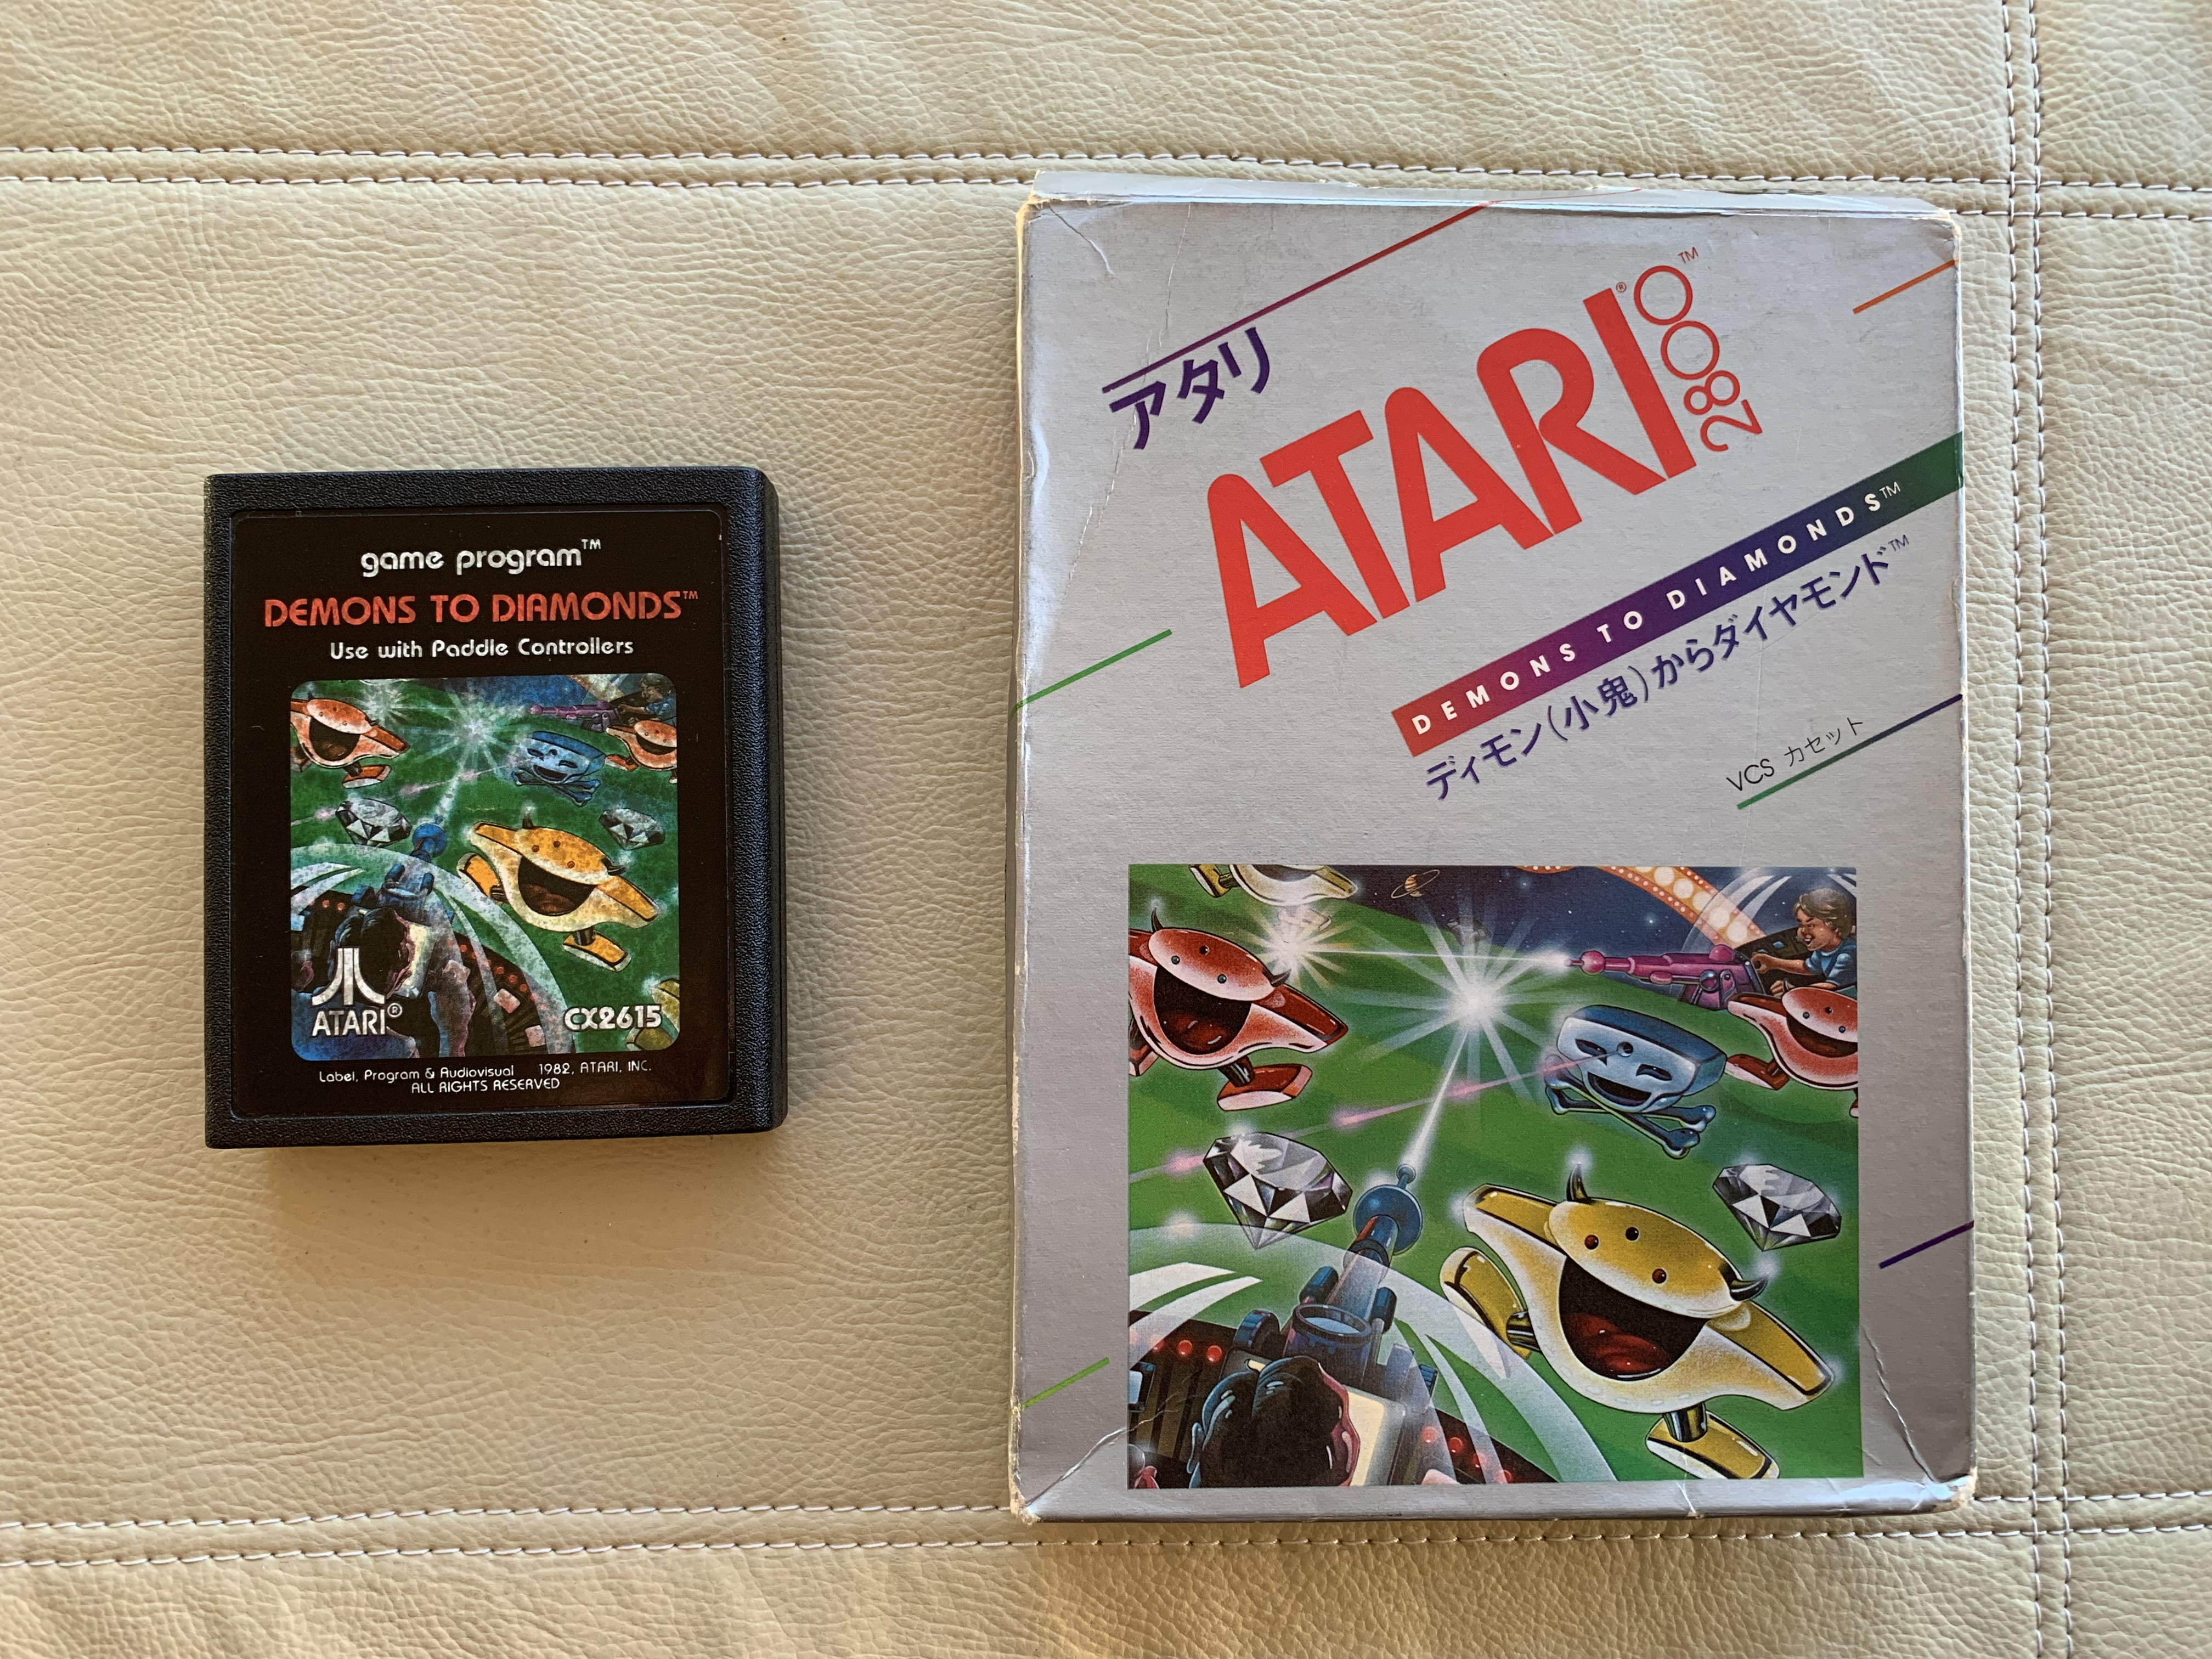 game program™
DEMONS TO DIAMONDS™
Use with Paddle Controllers
ATARI®
CX2615
Label, Program & Audiovisual 1982, ATARI, INC.
ALL RIGHTS RESERVED
アタリ
ATARI® 2800™
DEMONS TO DIAMONDS™
ディモン(小鬼)からダイヤモンド™
VCS カセット